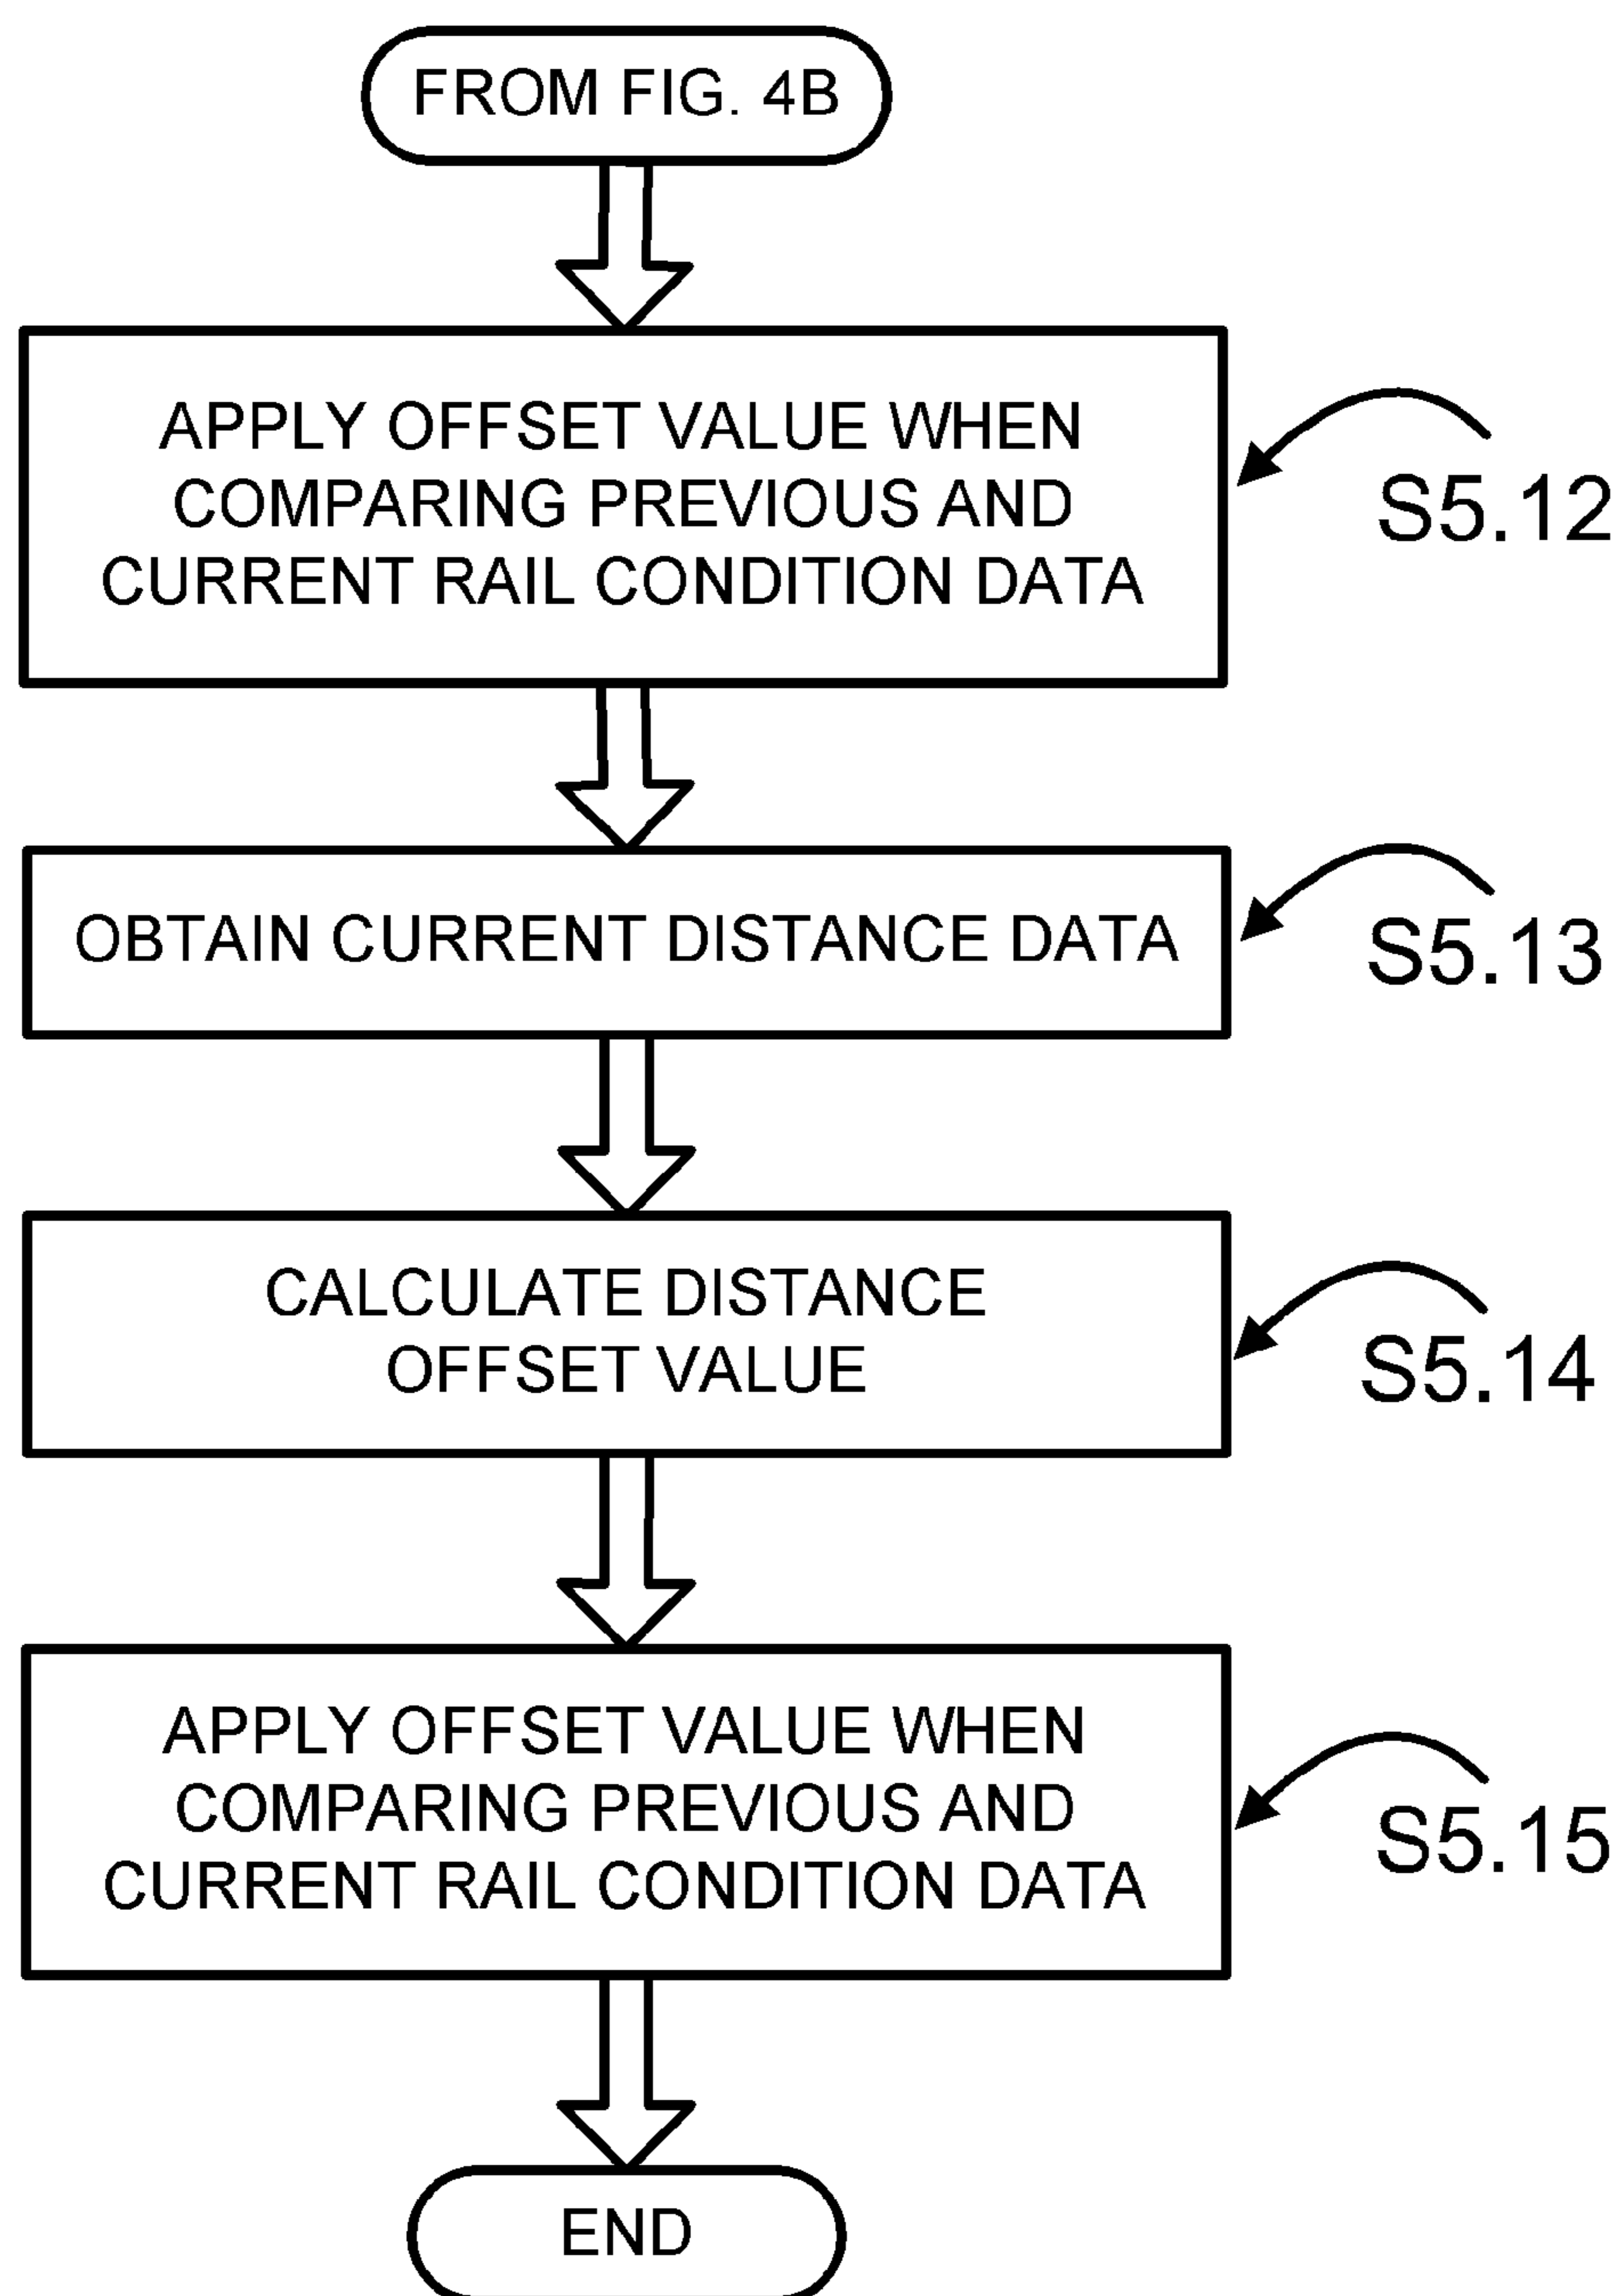 FROM FIG. 4B
APPLY OFFSET VALUE WHEN
COMPARING PREVIOUS AND
CURRENT RAIL CONDITION DATA
S5.12
OBTAIN CURRENT DISTANCE DATA
S5.13
CALCULATE DISTANCE
OFFSET VALUE
S5.14
APPLY OFFSET VALUE WHEN
COMPARING PREVIOUS AND
CURRENT RAIL CONDITION DATA
S5.15
END